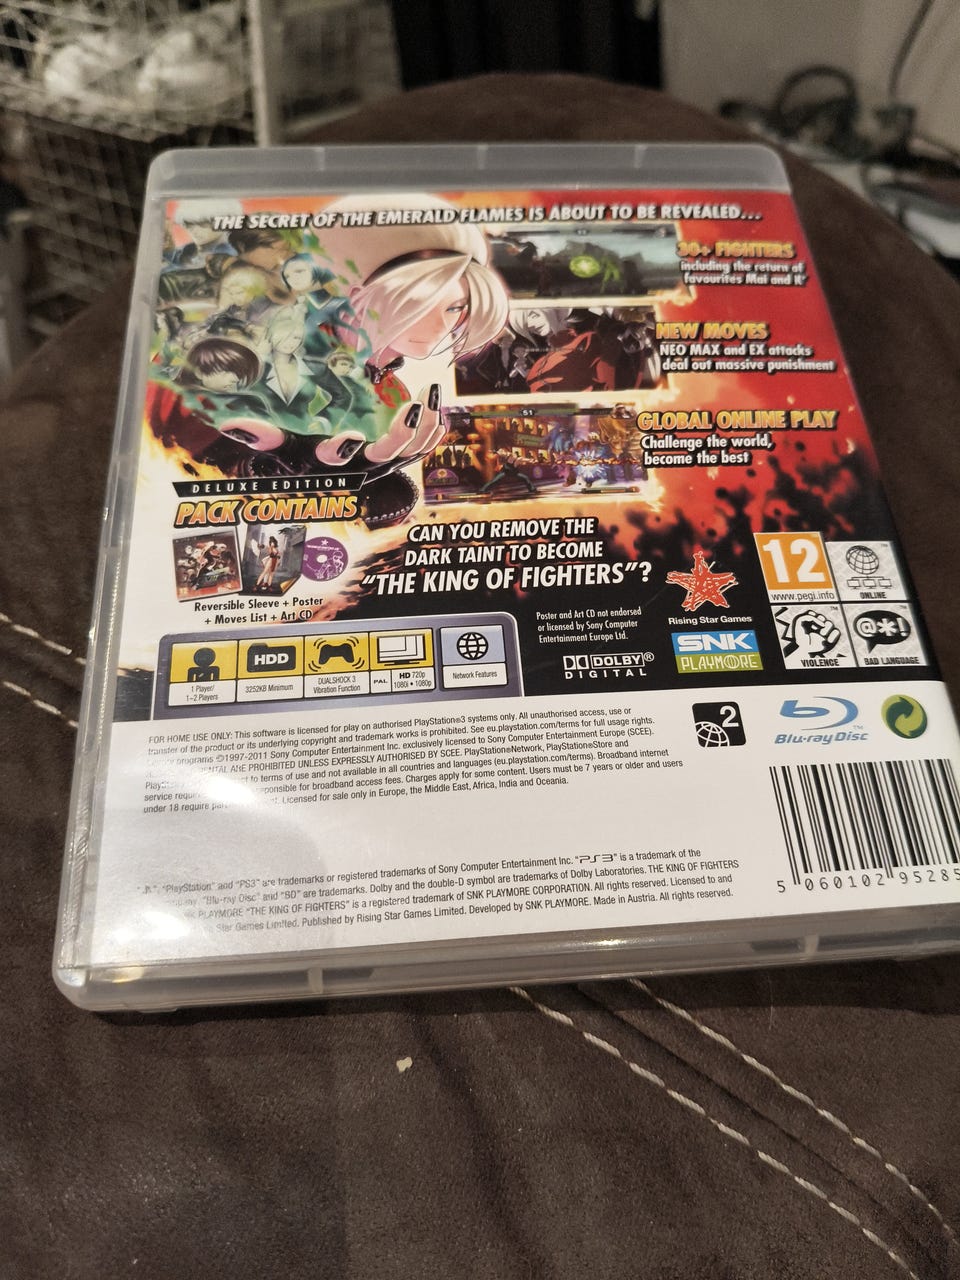 THE SECRET OF THE EMERALD FLAMES IS ABOUT TO BE REVEALED...
30+ FIGHTERS
including the return of
favourites Mai and K'
NEW MOVES
NEO MAX and EX attacks
deal out massive punishment
51
GLOBAL ONLINE PLAY
Challenge the world,
become the best
DELUXE EDITION
PACK CONTAINS
Reversible Sleeve + Poster
+ Moves List + Art CD
CAN YOU REMOVE THE
DARK TAINT TO BECOME
"THE KING OF FIGHTERS"?
Poster and Art CD not endorsed
or licensed by Sony Computer
Entertainment Europe Ltd.
DOLBY®
DIGITAL
Rising Star Games
SNK
PLAYMORE
12
www.pegi.info
ONLINE
VIOLENCE
@*!
BAD LANGUAGE
1 Player/
1-2 Players
HDD
3252KB Minimum
DUALSHOCK 3
Vibration Function
PAL
HD 720p
1080i • 1080p
Network Features
FOR HOME USE ONLY: This software is licensed for play on authorised PlayStation®3 systems only. All unauthorised access, use or
transfer of the product or its underlying copyright and trademark works is prohibited. See eu.playstation.com/terms for full usage rights.
programs ©1997-2011 Sony Computer Entertainment Inc. exclusively licensed to Sony Computer Entertainment Europe (SCEE).
RENTAL ARE PROHIBITED UNLESS EXPRESSLY AUTHORISED BY SCEE. PlayStation®Network, PlayStation®Store and
to terms of use and not available in all countries and languages (eu.playstation.com/terms). Broadband internet
service responsible for broadband access fees. Charges apply for some content. Users must be 7 years or older and users
under 18 require Licensed for sale only in Europe, the Middle East, Africa, India and Oceania.
2
Blu-ray Disc™
"PlayStation" and "PS3" are trademarks or registered trademarks of Sony Computer Entertainment Inc. "PS3" is a trademark of the
"Blu-ray Disc" and "BD" are trademarks. Dolby and the double-D symbol are trademarks of Dolby Laboratories. THE KING OF FIGHTERS
PLAYMORE "THE KING OF FIGHTERS" is a registered trademark of SNK PLAYMORE CORPORATION. All rights reserved. Licensed to and
Star Games Limited. Published by Rising Star Games Limited. Developed by SNK PLAYMORE. Made in Austria. All rights reserved.
5 060102 95285